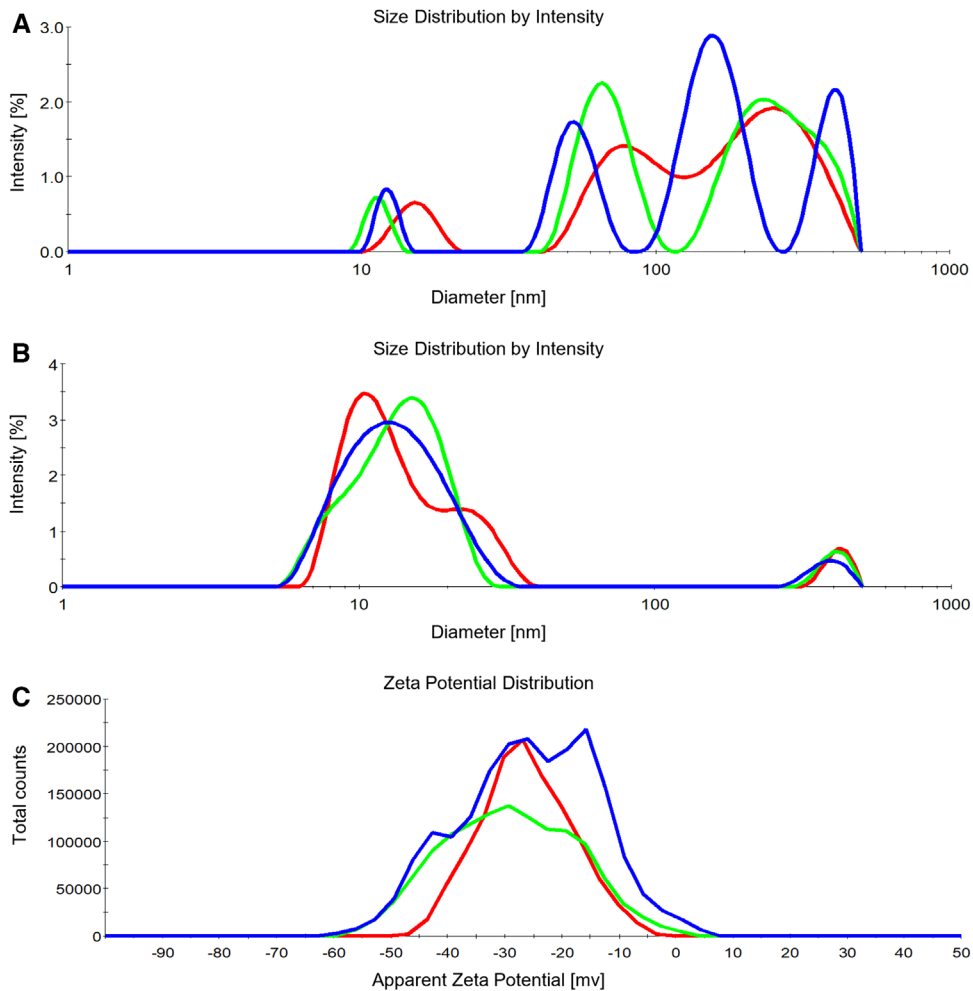 A
Size Distribution by Intensity
3.0
2.0
1.0
0.0
Intensity [%]
1 10 100 1000
Diameter [nm]
B
Size Distribution by Intensity
4
3
2
1
0
Intensity [%]
1 10 100 1000
Diameter [nm]
C
Zeta Potential Distribution
250000
200000
150000
100000
50000
0
Total counts
-90 -80 -70 -60 -50 -40 -30 -20 -10 0 10 20 30 40 50
Apparent Zeta Potential [mv]